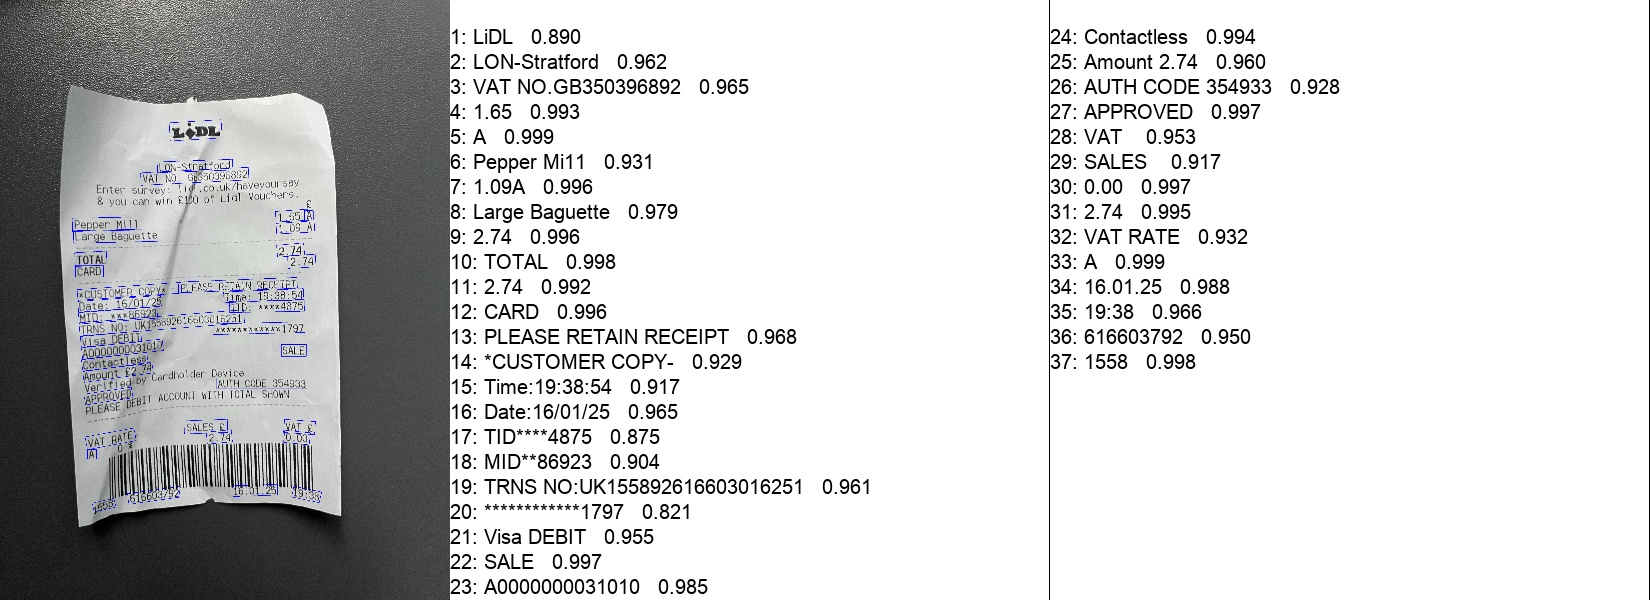 LiDL
LON-Stratford
VAT NO. GB350396892
Enter survey: lidl.co.uk/haveyoursay
& you can win £100 of Lidl Vouchers.
£
Pepper Mill 1.65 A
Large Baguette 1.09 A
TOTAL 2.74
CARD 2.74
*CUSTOMER COPY* - PLEASE RETAIN RECEIPT
Date: 16/01/25 Time: 19:38:54
MID: ***86923 TID: ****4875
TRNS NO: UK155892616603016251
************1797
Visa DEBIT
A0000000031010 SALE
Contactless
Amount £2.74
Verified by Cardholder Device
APPROVED AUTH CODE 354933
PLEASE DEBIT ACCOUNT WITH TOTAL SHOWN
VAT RATE SALES £ VAT £
A 0 % 2.74 0.00
1558 616603792 16.01.25 19:38
1: LiDL 0.890
2: LON-Stratford 0.962
3: VAT NO.GB350396892 0.965
4: 1.65 0.993
5: A 0.999
6: Pepper Mi11 0.931
7: 1.09A 0.996
8: Large Baguette 0.979
9: 2.74 0.996
10: TOTAL 0.998
11: 2.74 0.992
12: CARD 0.996
13: PLEASE RETAIN RECEIPT 0.968
14: *CUSTOMER COPY- 0.929
15: Time:19:38:54 0.917
16: Date:16/01/25 0.965
17: TID****4875 0.875
18: MID**86923 0.904
19: TRNS NO:UK155892616603016251 0.961
20: ************1797 0.821
21: Visa DEBIT 0.955
22: SALE 0.997
23: A0000000031010 0.985
24: Contactless 0.994
25: Amount 2.74 0.960
26: AUTH CODE 354933 0.928
27: APPROVED 0.997
28: VAT 0.953
29: SALES 0.917
30: 0.00 0.997
31: 2.74 0.995
32: VAT RATE 0.932
33: A 0.999
34: 16.01.25 0.988
35: 19:38 0.966
36: 616603792 0.950
37: 1558 0.998